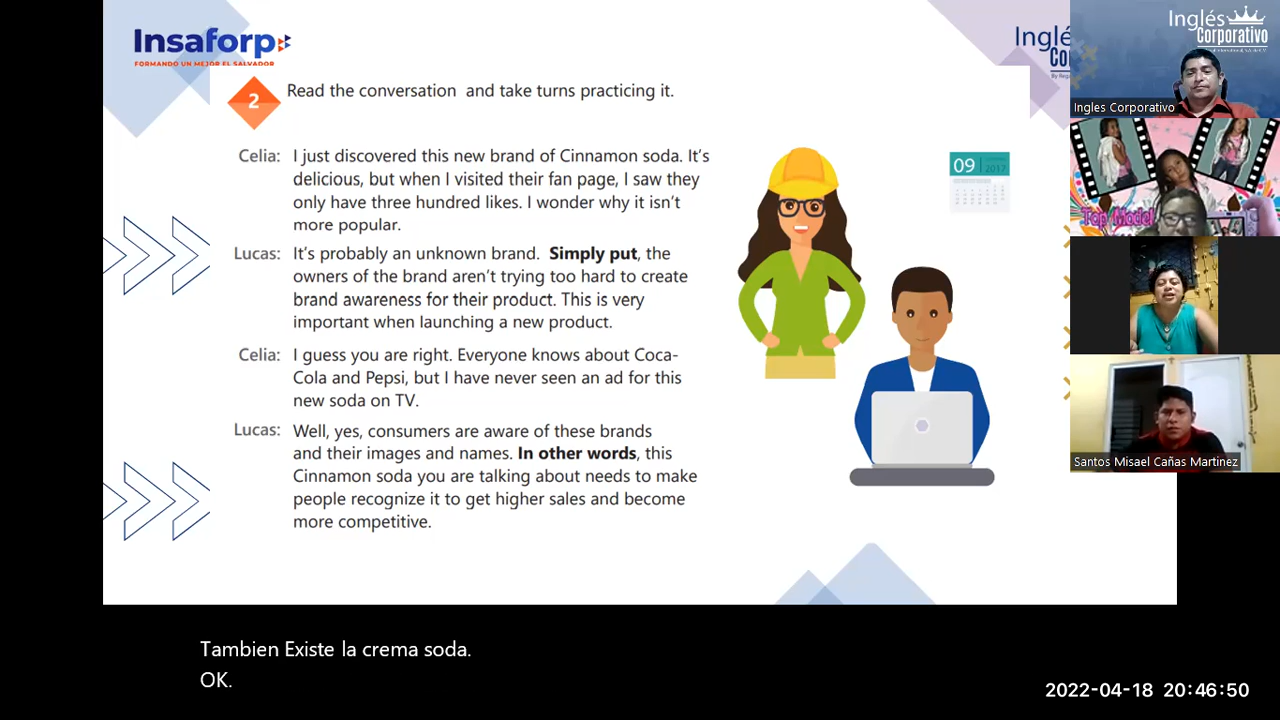 Insaforp
FORMANDO UN MEJOR EL SALVADOR
Inglés
Corporativo
Ingles Corporativo
2
Read the conversation and take turns practicing it.
Celia: I just discovered this new brand of Cinnamon soda. It's
delicious, but when I visited their fan page, I saw they
only have three hundred likes. I wonder why it isn't
more popular.
Lucas: It's probably an unknown brand. Simply put, the
owners of the brand aren't trying too hard to create
brand awareness for their product. This is very
important when launching a new product.
Celia: I guess you are right. Everyone knows about Coca-
Cola and Pepsi, but I have never seen an ad for this
new soda on TV.
Lucas: Well, yes, consumers are aware of these brands
and their images and names. In other words, this
Cinnamon soda you are talking about needs to make
people recognize it to get higher sales and become
more competitive.
09
2017
Top Model
Santos Misael Cañas Martinez
Tambien Existe la crema soda.
OK.
2022-04-18 20:46:50